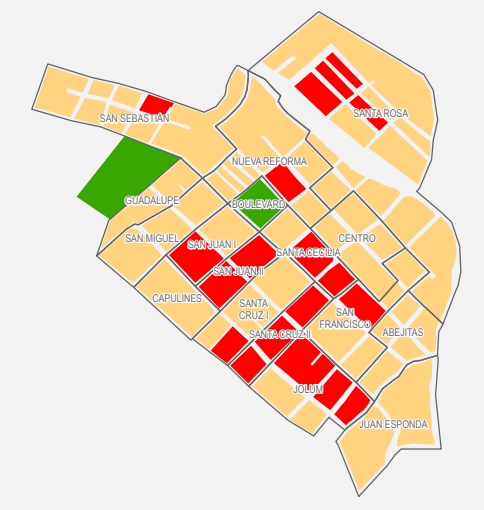 SANTA ROSA
SAN SEBASTIAN
NUEVA REFORMA
GUADALUPE
BOULEVARD
SAN MIGUEL
SAN JUAN I
CENTRO
SANTA CECILIA
SAN JUAN II
CAPULINES
SANTA
CRUZ I
SAN
FRANCISCO
SANTA CRUZ II
ABEJITAS
JOLUM
JUAN ESPONDA